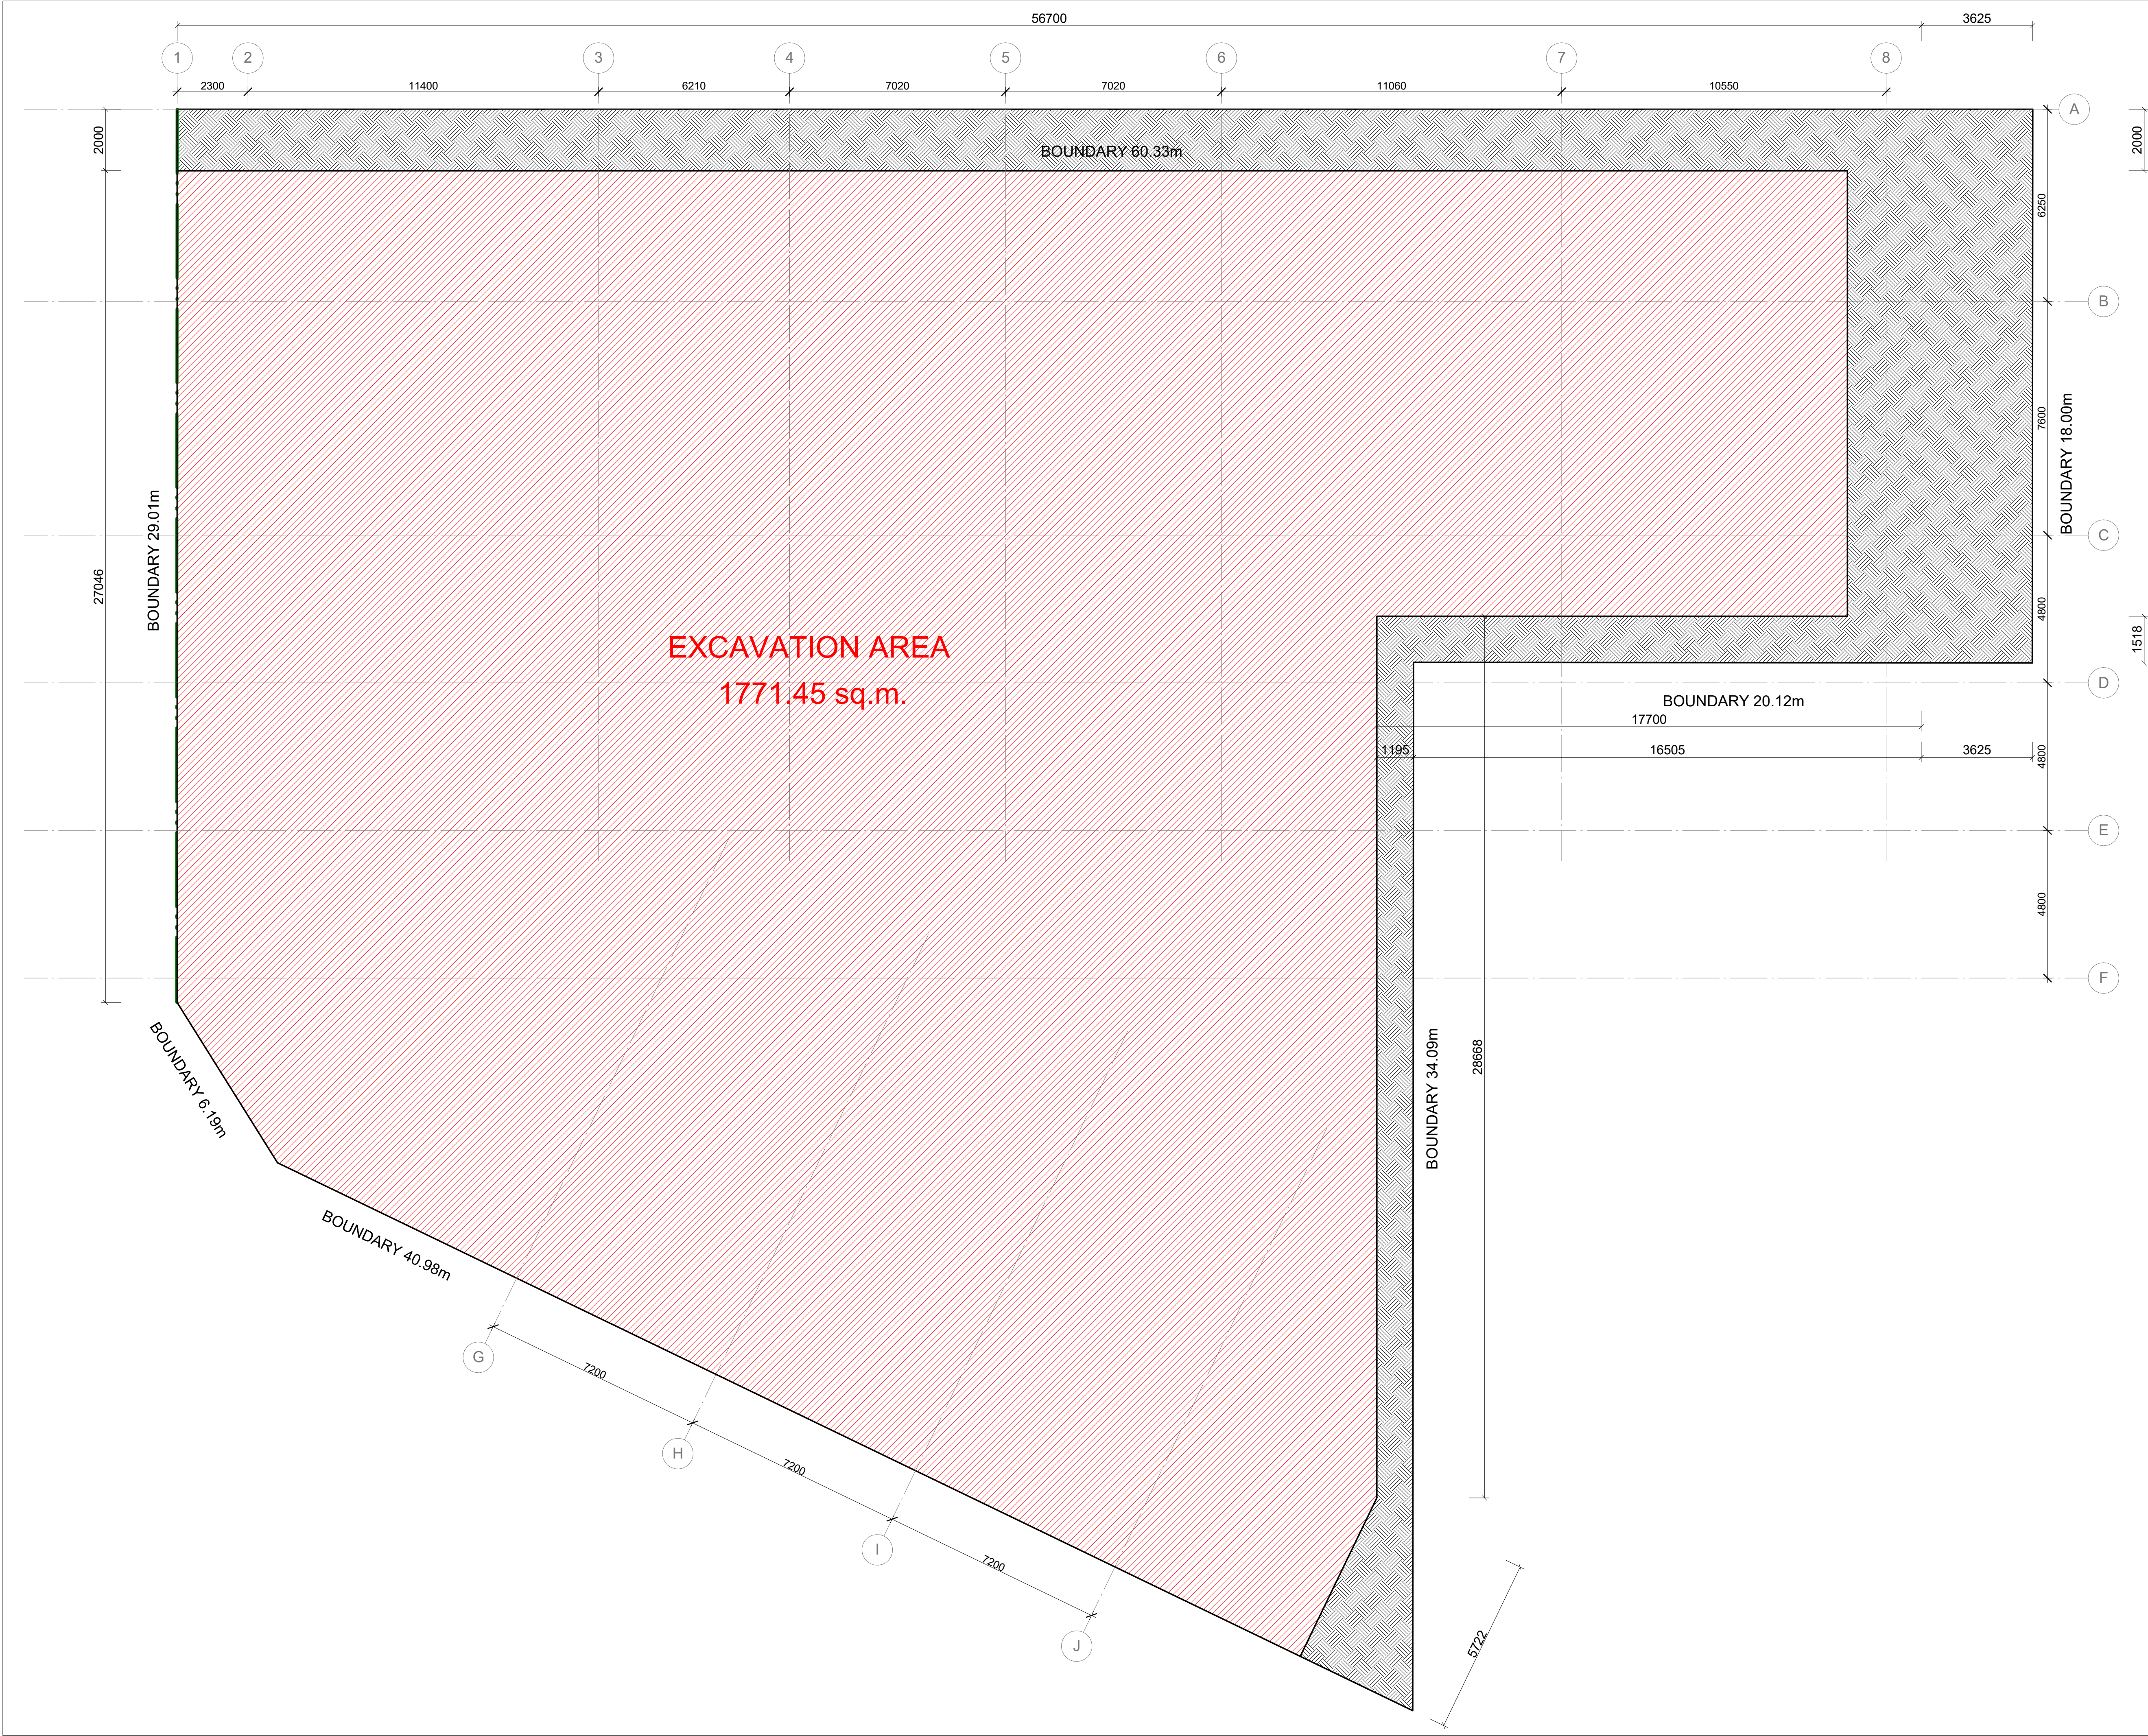 56700
3625
1
2
3
4
5
6
7
8
2300
11400
6210
7020
7020
11060
10550
A
2000
2000
BOUNDARY 60.33m
6250
B
7600
BOUNDARY 18.00m
BOUNDARY 29.01m
C
27046
4800
1518
EXCAVATION AREA
1771.45 sq.m.
D
BOUNDARY 20.12m
17700
1195
16505
3625
4800
E
4800
F
BOUNDARY 6.19m
BOUNDARY 34.09m
28668
BOUNDARY 40.98m
G
7200
H
7200
I
7200
J
5722